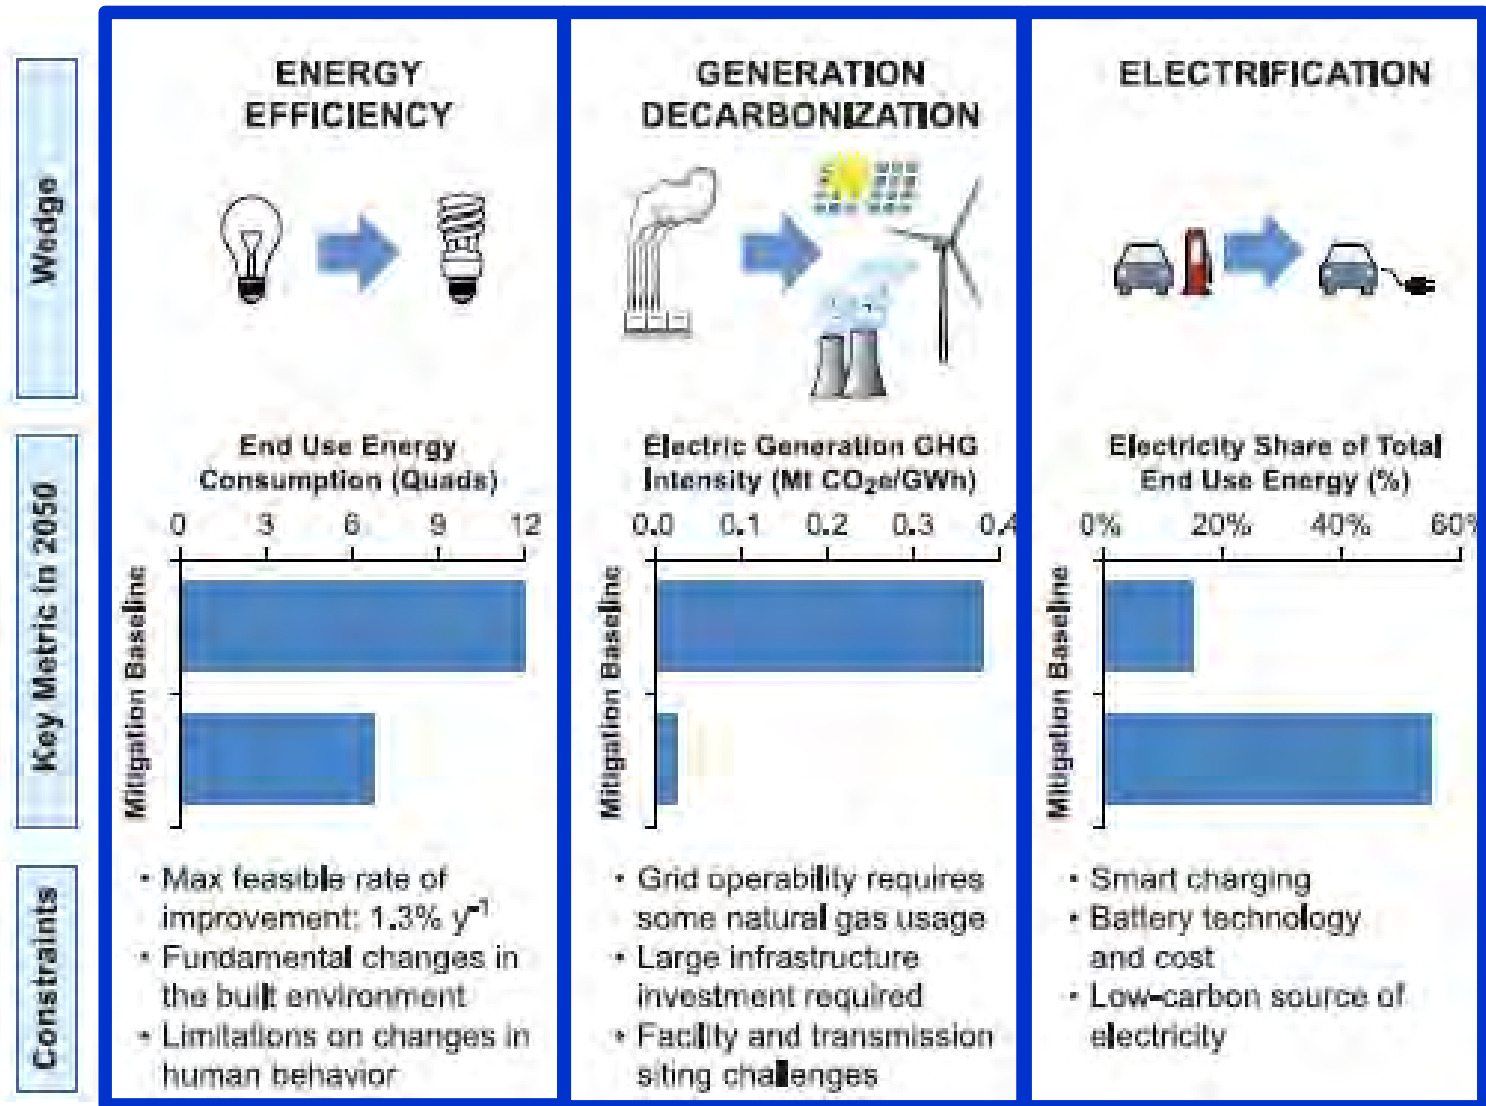 Wedge
ENERGY
EFFICIENCY
GENERATION
DECARBONIZATION
ELECTRIFICATION
Key Metric in 2050
End Use Energy
Consumption (Quads)
0 3 6 9 12
Mitigation Baseline
Electric Generation GHG
Intensity (Mt CO₂e/GWh)
0.0 0.1 0.2 0.3 0.4
Mitigation Baseline
Electricity Share of Total
End Use Energy (%)
0% 20% 40% 60%
Mitigation Baseline
Constraints
• Max feasible rate of
improvement: 1.3% y⁻¹
• Fundamental changes in
the built environment
• Limitations on changes in
human behavior
• Grid operability requires
some natural gas usage
• Large infrastructure
investment required
• Facility and transmission
siting challenges
• Smart charging
• Battery technology
and cost
• Low-carbon source of
electricity